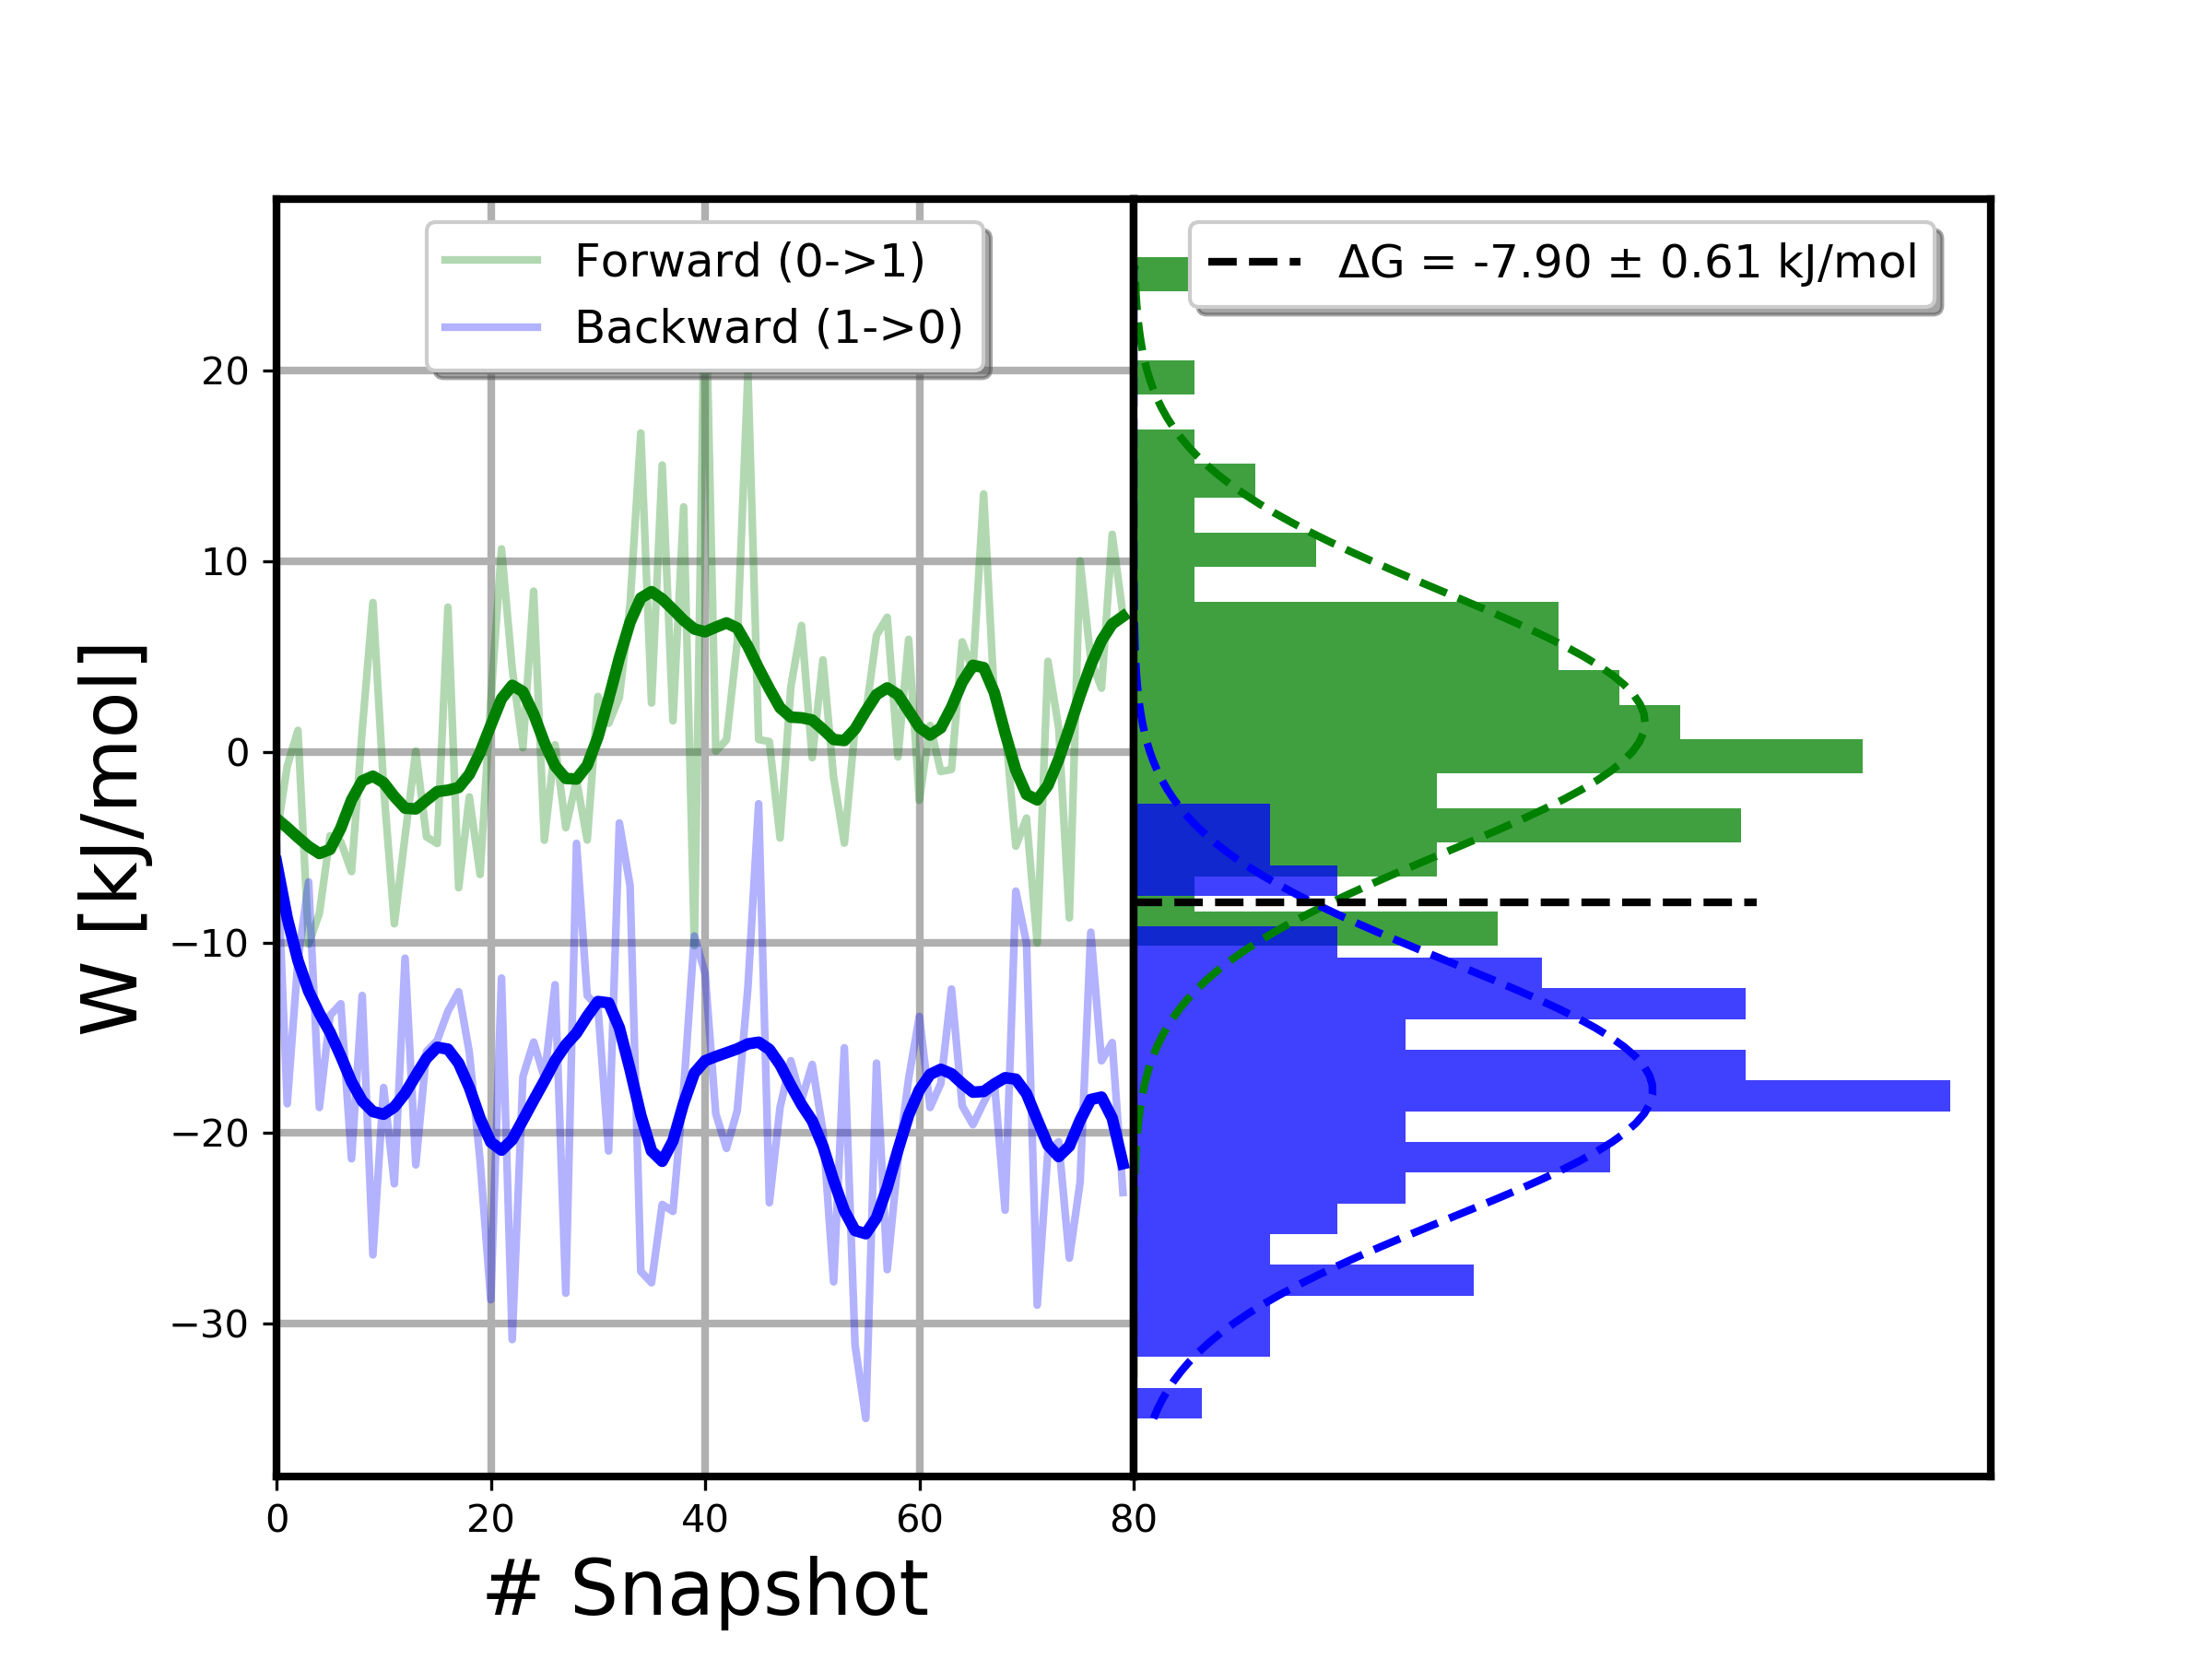 Forward (0->1)
Backward (1->0)
ΔG = -7.90 ± 0.61 kJ/mol
W [kJ/mol]
20
10
0
−10
−20
−30
0 20 40 60 80
# Snapshot